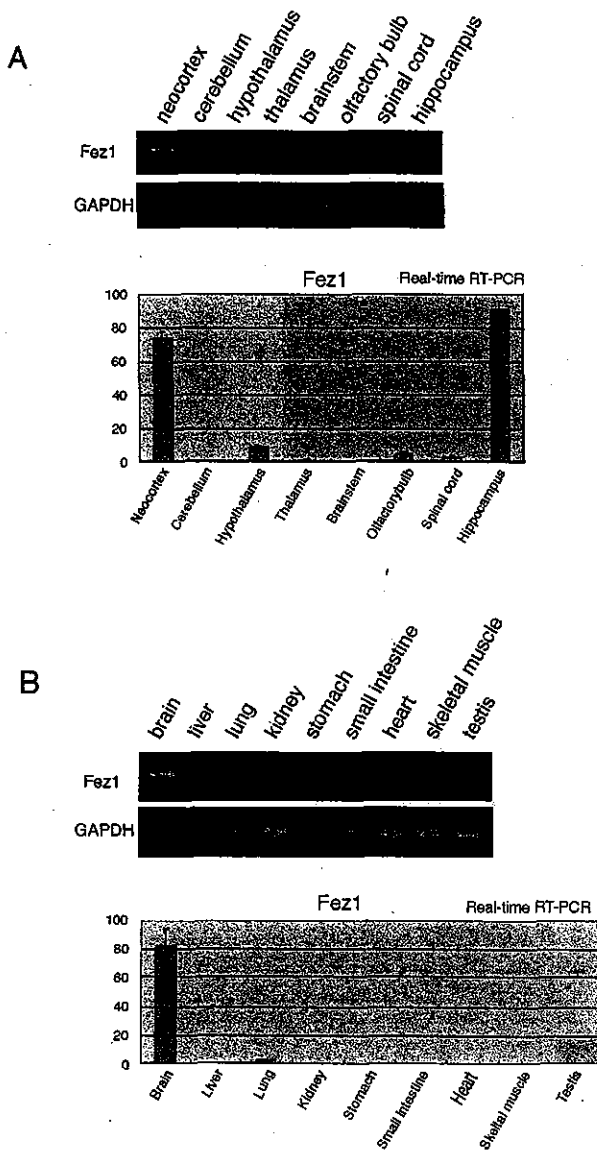 A
neocortex
cerebellum
hypothalamus
thalamus
brainstem
olfactory bulb
spinal cord
hippocampus
Fez1
GAPDH
Fez1 Real-time RT-PCR
100
80
60
40
20
0
Neocortex
Cerebellum
Hypothalamus
Thalamus
Brainstem
Olfactorybulb
Spinal cord
Hippocampus
B
brain
liver
lung
kidney
stomach
small intestine
heart
skeletal muscle
testis
Fez1
GAPDH
Fez1 Real-time RT-PCR
100
80
60
40
20
0
Brain
Liver
Lung
Kidney
Stomach
Small Intestine
Heart
Skeltal muscle
Testis